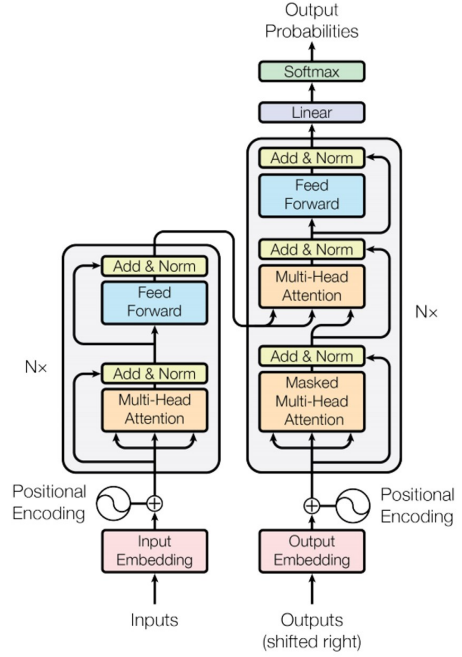 Output
Probabilities
Softmax
Linear
Add & Norm
Feed
Forward
Add & Norm
Multi-Head
Attention
Add & Norm
Masked
Multi-Head
Attention
N×
Add & Norm
Feed
Forward
N×
Add & Norm
Multi-Head
Attention
Positional
Encoding
Positional
Encoding
Input
Embedding
Output
Embedding
Inputs
Outputs
(shifted right)